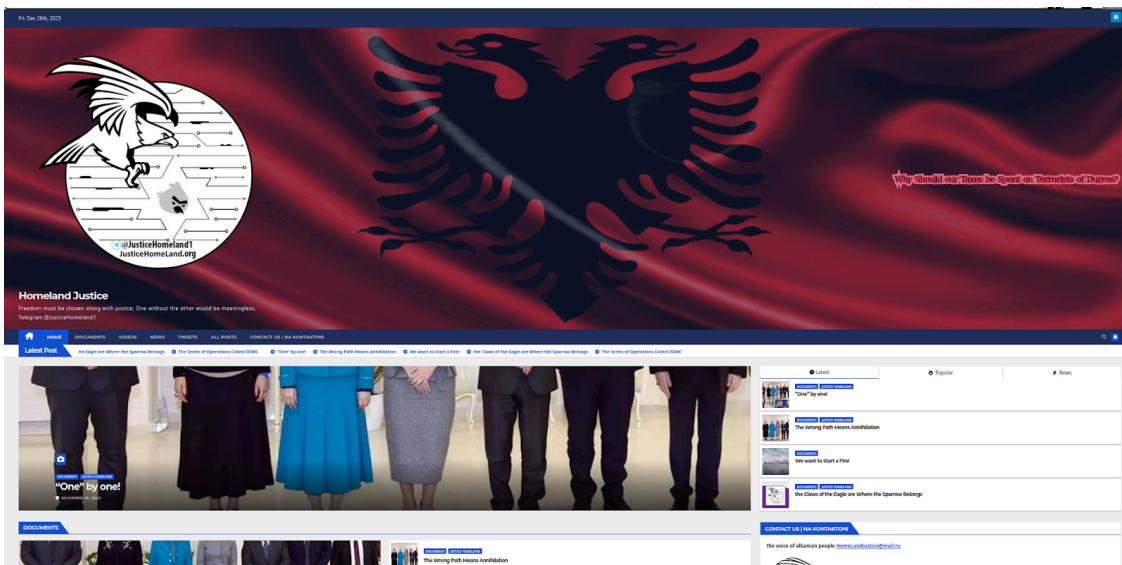 Fri. Dec 29th, 2023
Why Should our Taxes be Spent on Terrorists of Durres?
@JusticeHomeland1
JusticeHomeLand.org
Homeland Justice
Freedom must be chosen along with justice; One without the other would be meaningless.
Telegram:@JusticeHomeland1
HOME DOCUMENTS VIDEOS NEWS TWEETS ALL POSTS CONTACT US | NA KONTAKTONI
Latest Post he Eagle are Where the Sparrow Belongs The Series of Operations Called DDMC "One" by one! The Wrong Path Means Annihilation We want to Start a Fire! the Claws of the Eagle are Where the Sparrow Belongs The Series of Operations Called DDMC
Latest Popular News
DOCUMENTS JUSTICE HOMELAND
"One" by one!
DOCUMENTS JUSTICE HOMELAND
The Wrong Path Means Annihilation
DOCUMENTS
We want to Start a Fire!
DOCUMENTS JUSTICE HOMELAND
the Claws of the Eagle are Where the Sparrow Belongs
DOCUMENTS JUSTICE HOMELAND
"One" by one!
DECEMBER 26, 2023
DOCUMENTS
DOCUMENTS JUSTICE HOMELAND
The Wrong Path Means Annihilation
CONTACT US | NA KONTAKTONI
the voice of albanian people HomeLandJustice@mail.ru